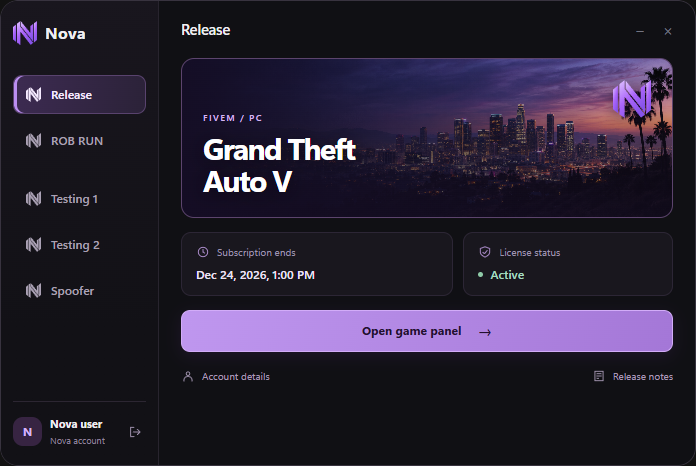 Nova
Release
ROB RUN
Testing 1
Testing 2
Spoofer
N
Nova user
Nova account
Release
FIVEM / PC
Grand Theft
Auto V
Subscription ends
Dec 24, 2026, 1:00 PM
License status
Active
Open game panel →
Account details
Release notes